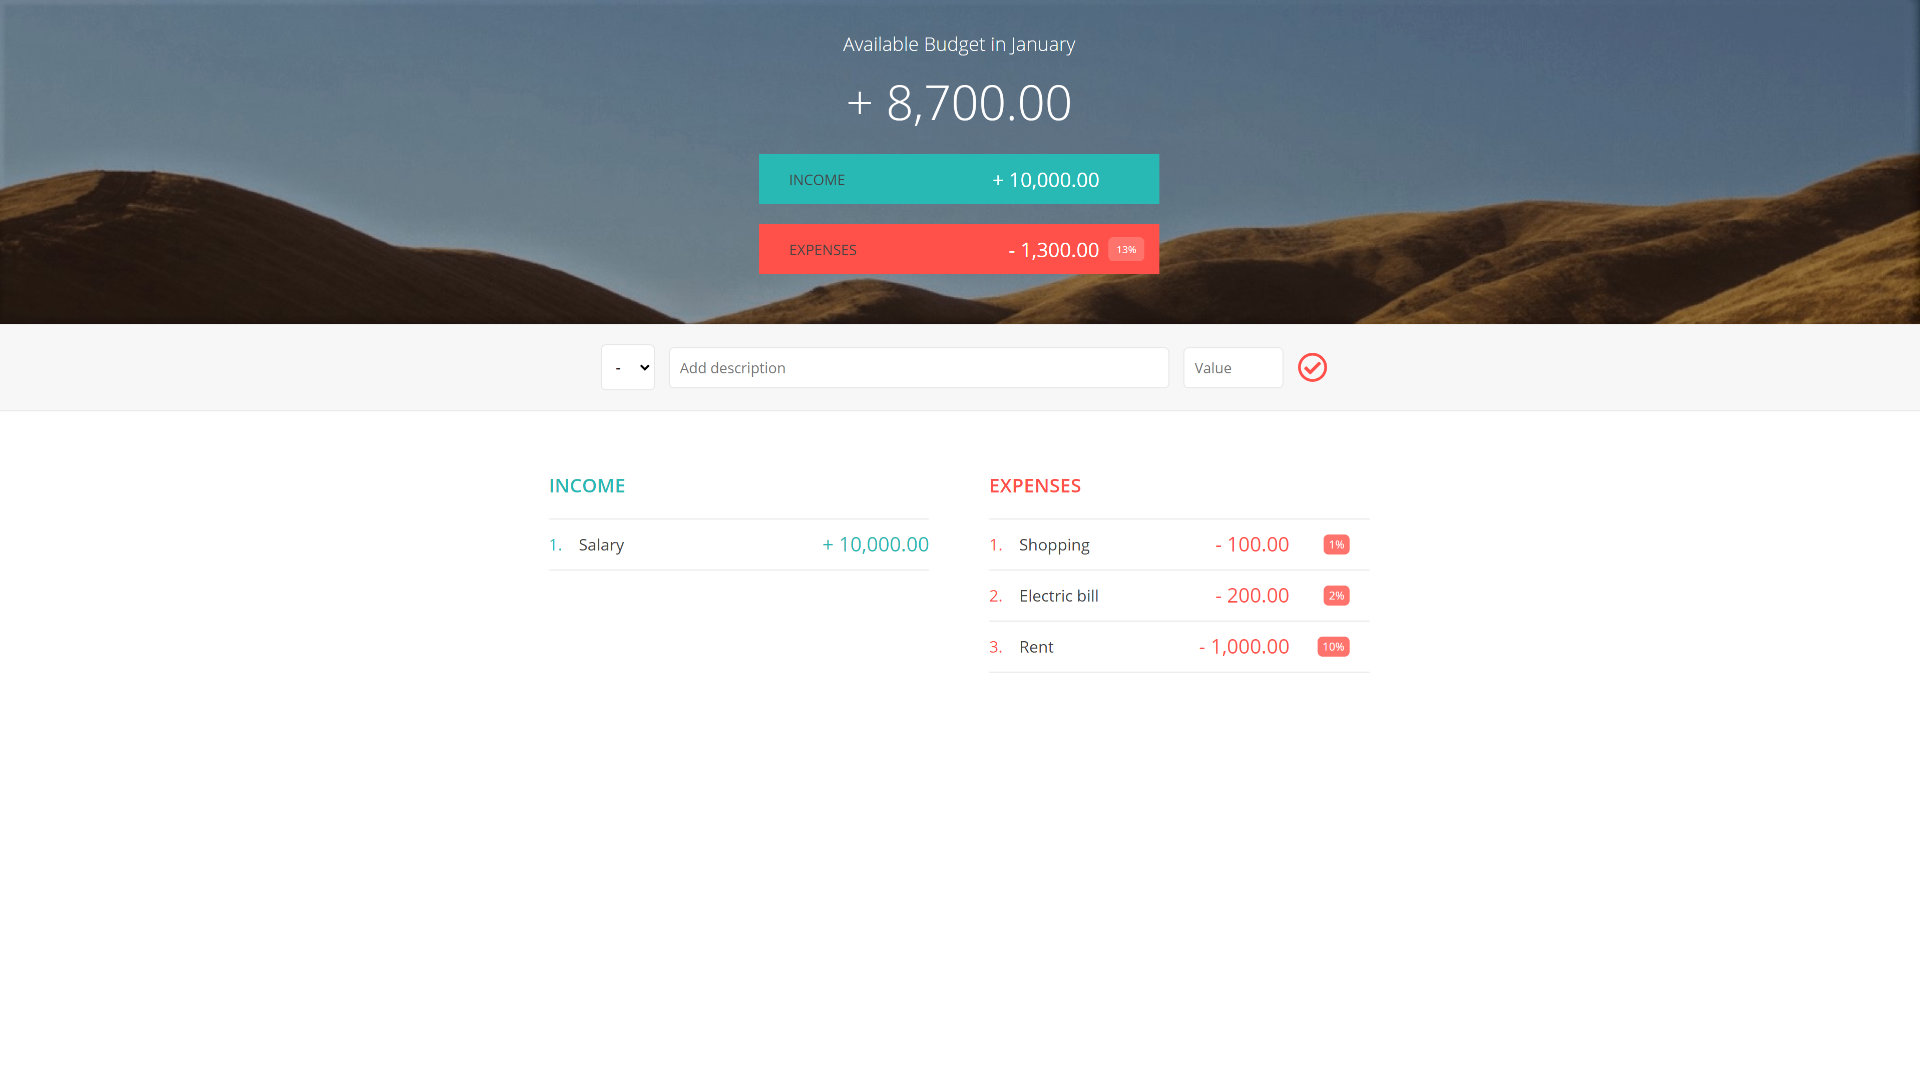 Available Budget in January
+ 8,700.00
INCOME + 10,000.00
EXPENSES - 1,300.00 13%
- Add description Value
INCOME
1. Salary + 10,000.00
EXPENSES
1. Shopping - 100.00 1%
2. Electric bill - 200.00 2%
3. Rent - 1,000.00 10%